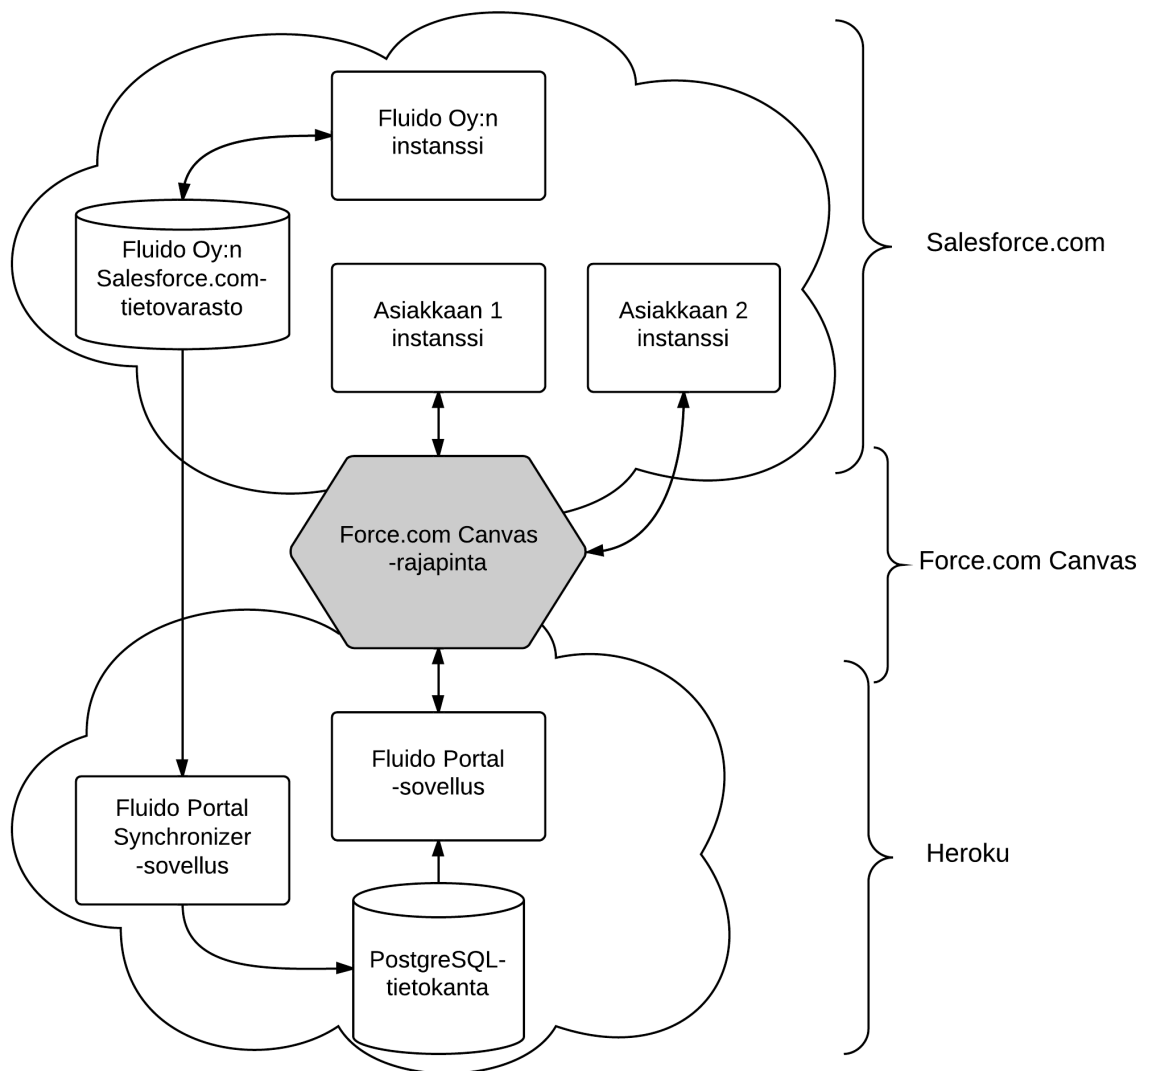 Fluido Oy:n
instanssi
Fluido Oy:n
Salesforce.com-
tietovarasto
Asiakkaan 1
instanssi
Asiakkaan 2
instanssi
Salesforce.com
Force.com Canvas
-rajapinta
Force.com Canvas
Fluido Portal
-sovellus
Fluido Portal
Synchronizer
-sovellus
Heroku
PostgreSQL-
tietokanta